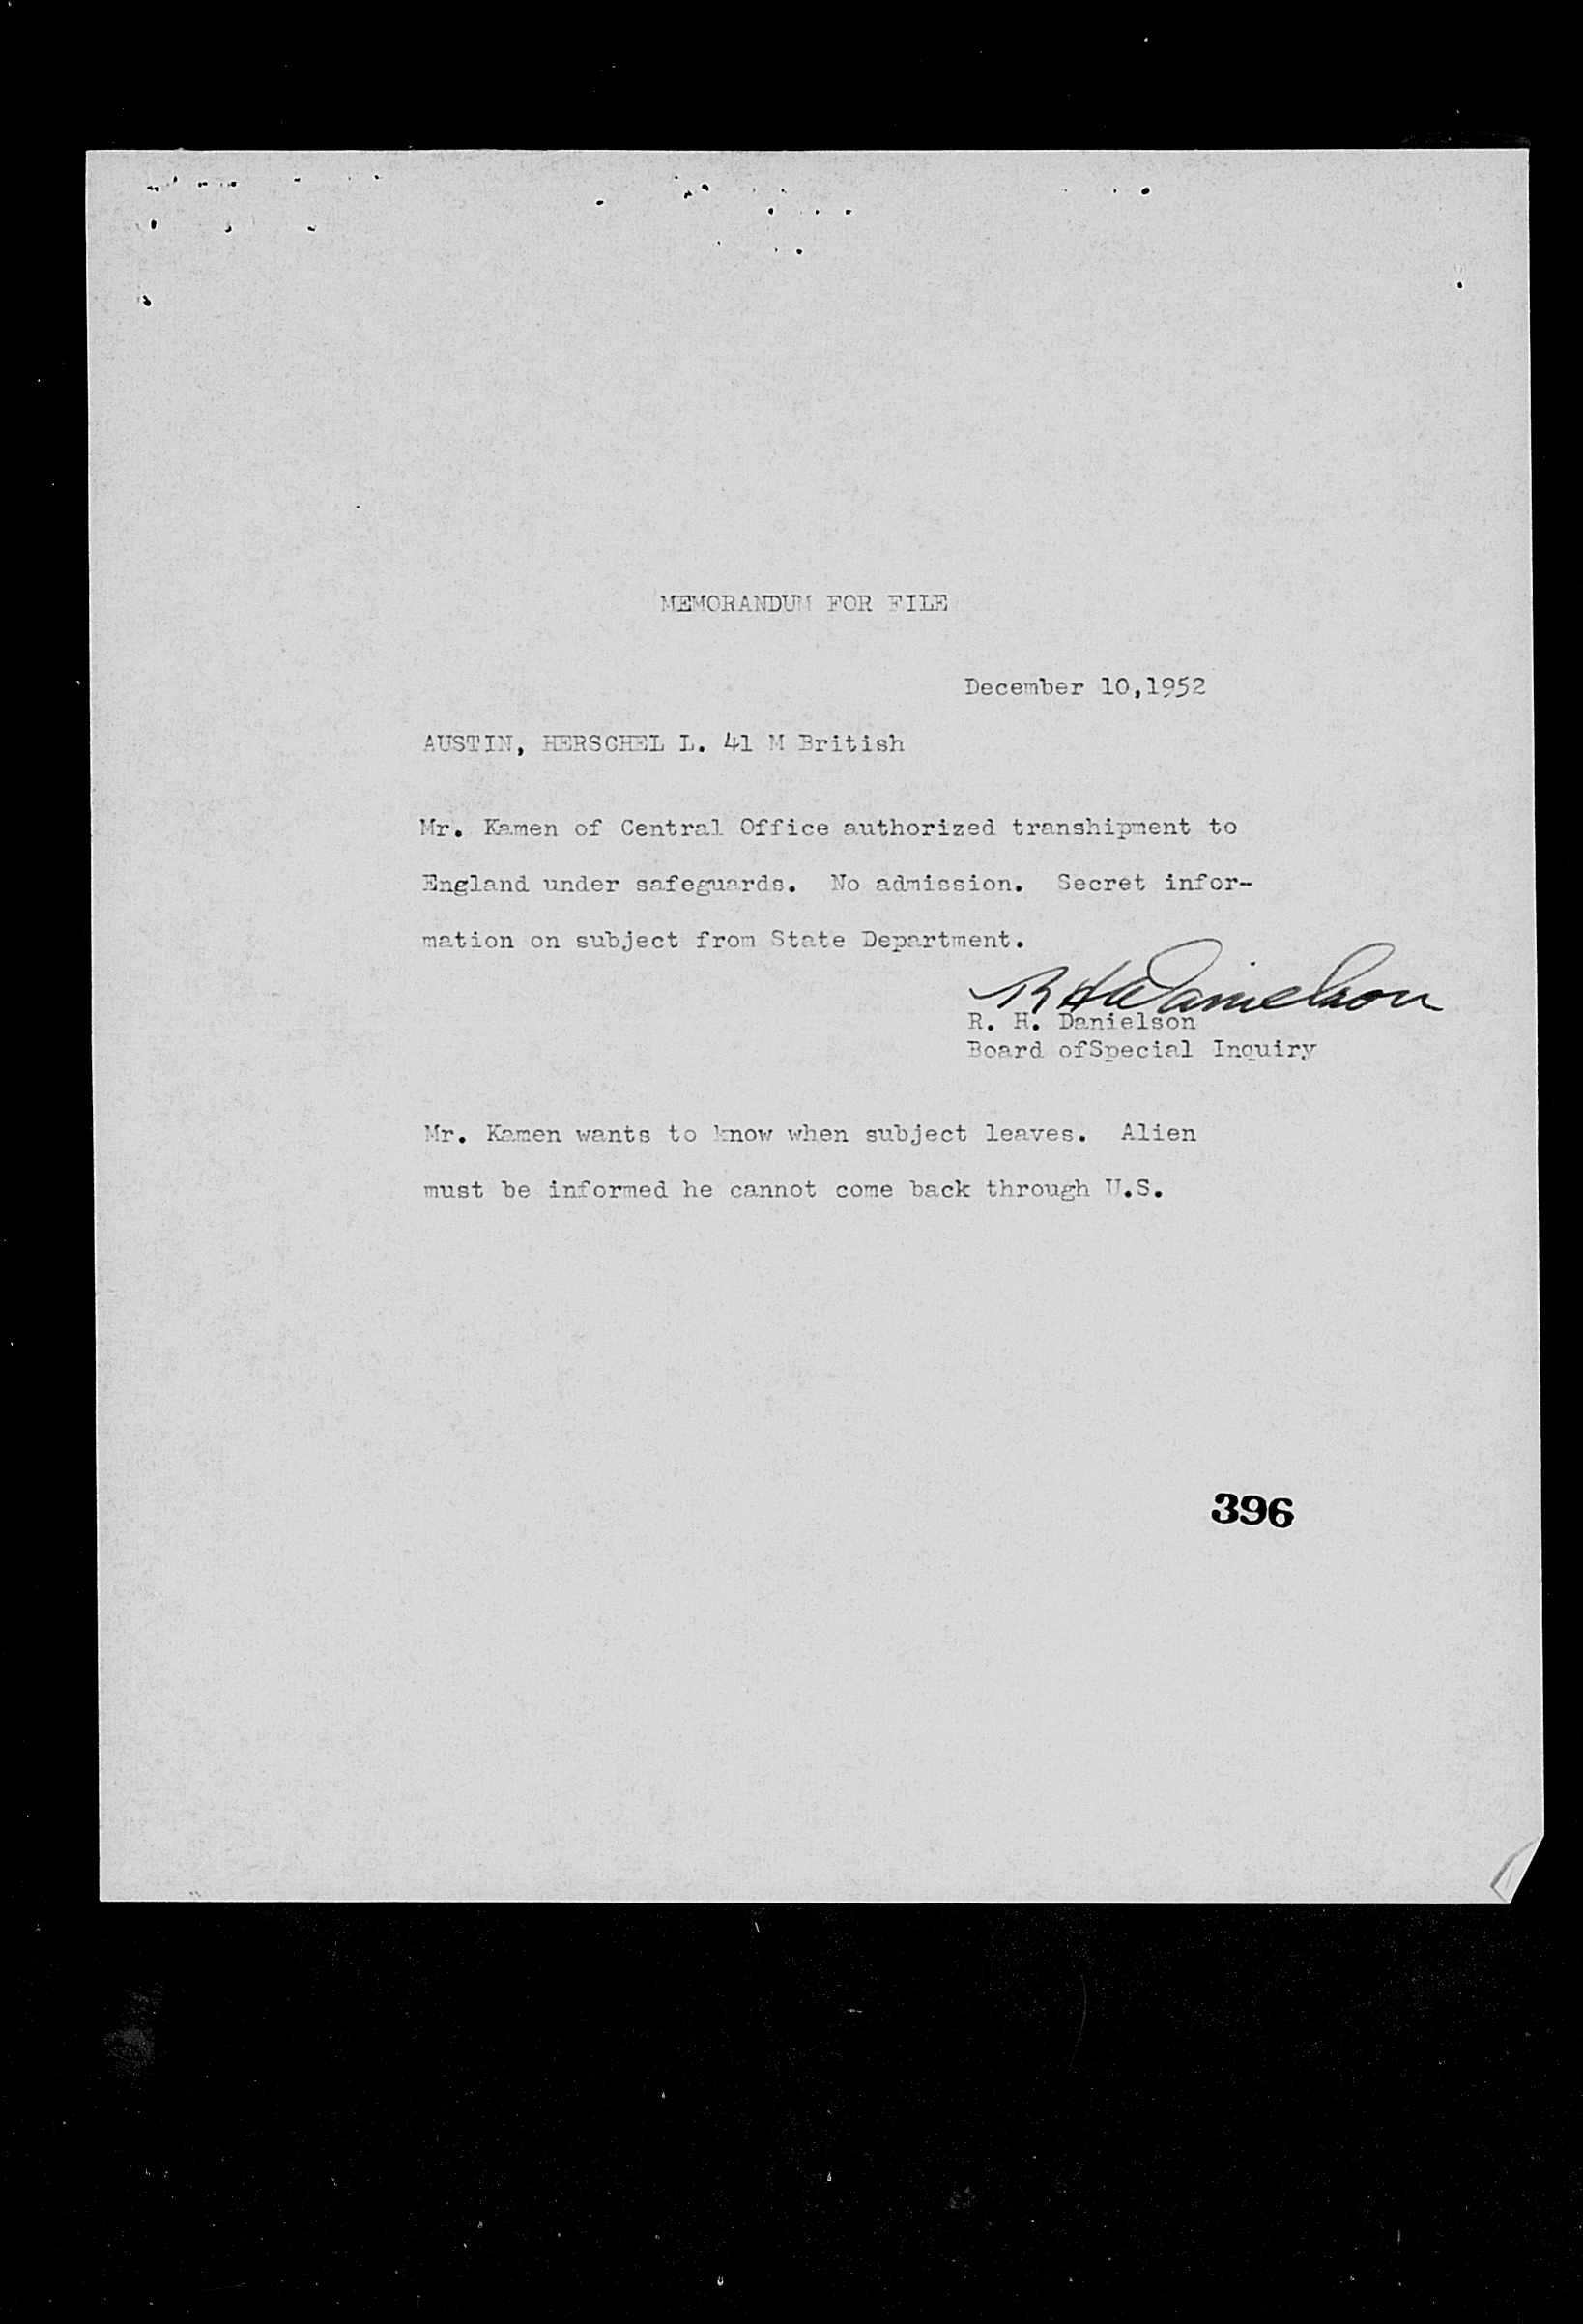 MEMORANDUM FOR FILE
December 10,1952
AUSTIN, HERSCHEL L. 41 M British
Mr. Kamen of Central Office authorized transhipment to
England under safeguards. No admission. Secret infor-
mation on subject from State Department.
R H Danielson
R. H. Danielson
Board ofSpecial Inquiry
Mr. Kamen wants to know when subject leaves. Alien
must be informed he cannot come back through U.S.
396